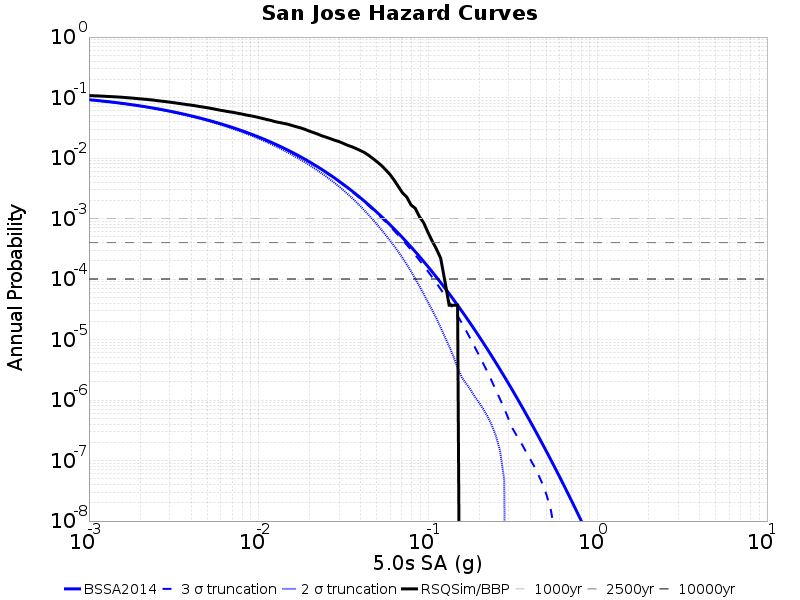 San Jose Hazard Curves
Annual Probability
10^0
10^-1
10^-2
10^-3
10^-4
10^-5
10^-6
10^-7
10^-8
10^-3 10^-2 10^-1 10^0 10^1
5.0s SA (g)
BSSA2014 3 σ truncation 2 σ truncation RSQSim/BBP 1000yr 2500yr 10000yr